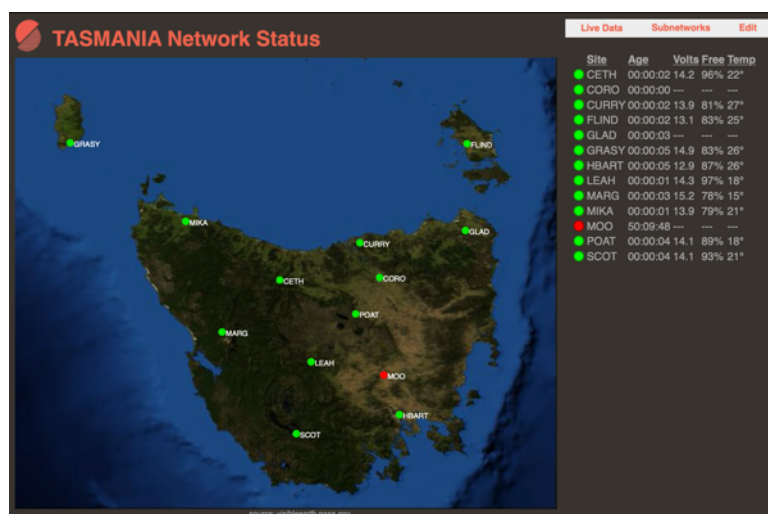 TASMANIA Network Status
Live Data Subnetworks Edit
Site Age Volts Free Temp
CETH 00:00:02 14.2 96% 22°
CORO 00:00:00 --- --- ---
CURRY 00:00:02 13.9 81% 27°
FLIND 00:00:02 13.1 83% 25°
GLAD 00:00:03 --- --- ---
GRASY 00:00:05 14.9 83% 26°
HBART 00:00:05 12.9 87% 26°
LEAH 00:00:01 14.3 97% 18°
MARG 00:00:03 15.2 78% 15°
MIKA 00:00:01 13.9 79% 21°
MOO 50:09:48 --- --- ---
POAT 00:00:04 14.1 89% 18°
SCOT 00:00:04 14.1 93% 21°
GRASY
FLIND
MIKA
GLAD
CURRY
CETH
CORO
POAT
MARG
LEAH
MOO
HBART
SCOT